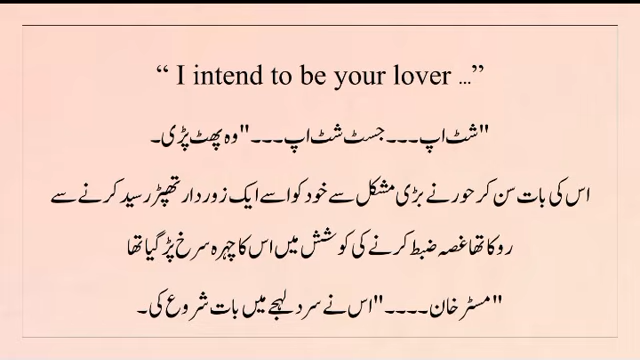 “ I intend to be your lover ...”
"شٹ اپ۔۔۔جسٹ شٹ اپ۔۔۔"وہ پھٹ پڑی۔
اس کی بات سن کر حور نے بڑی مشکل سے خود کو اسے ایک زوردار تھپڑ رسید کرنے سے
روکا تھا غصہ ضبط کرنے کی کوشش میں اس کا چہرہ سرخ پڑ گیا تھا
"مسٹر خان۔۔۔۔"اس نے سرد لہجے میں بات شروع کی۔